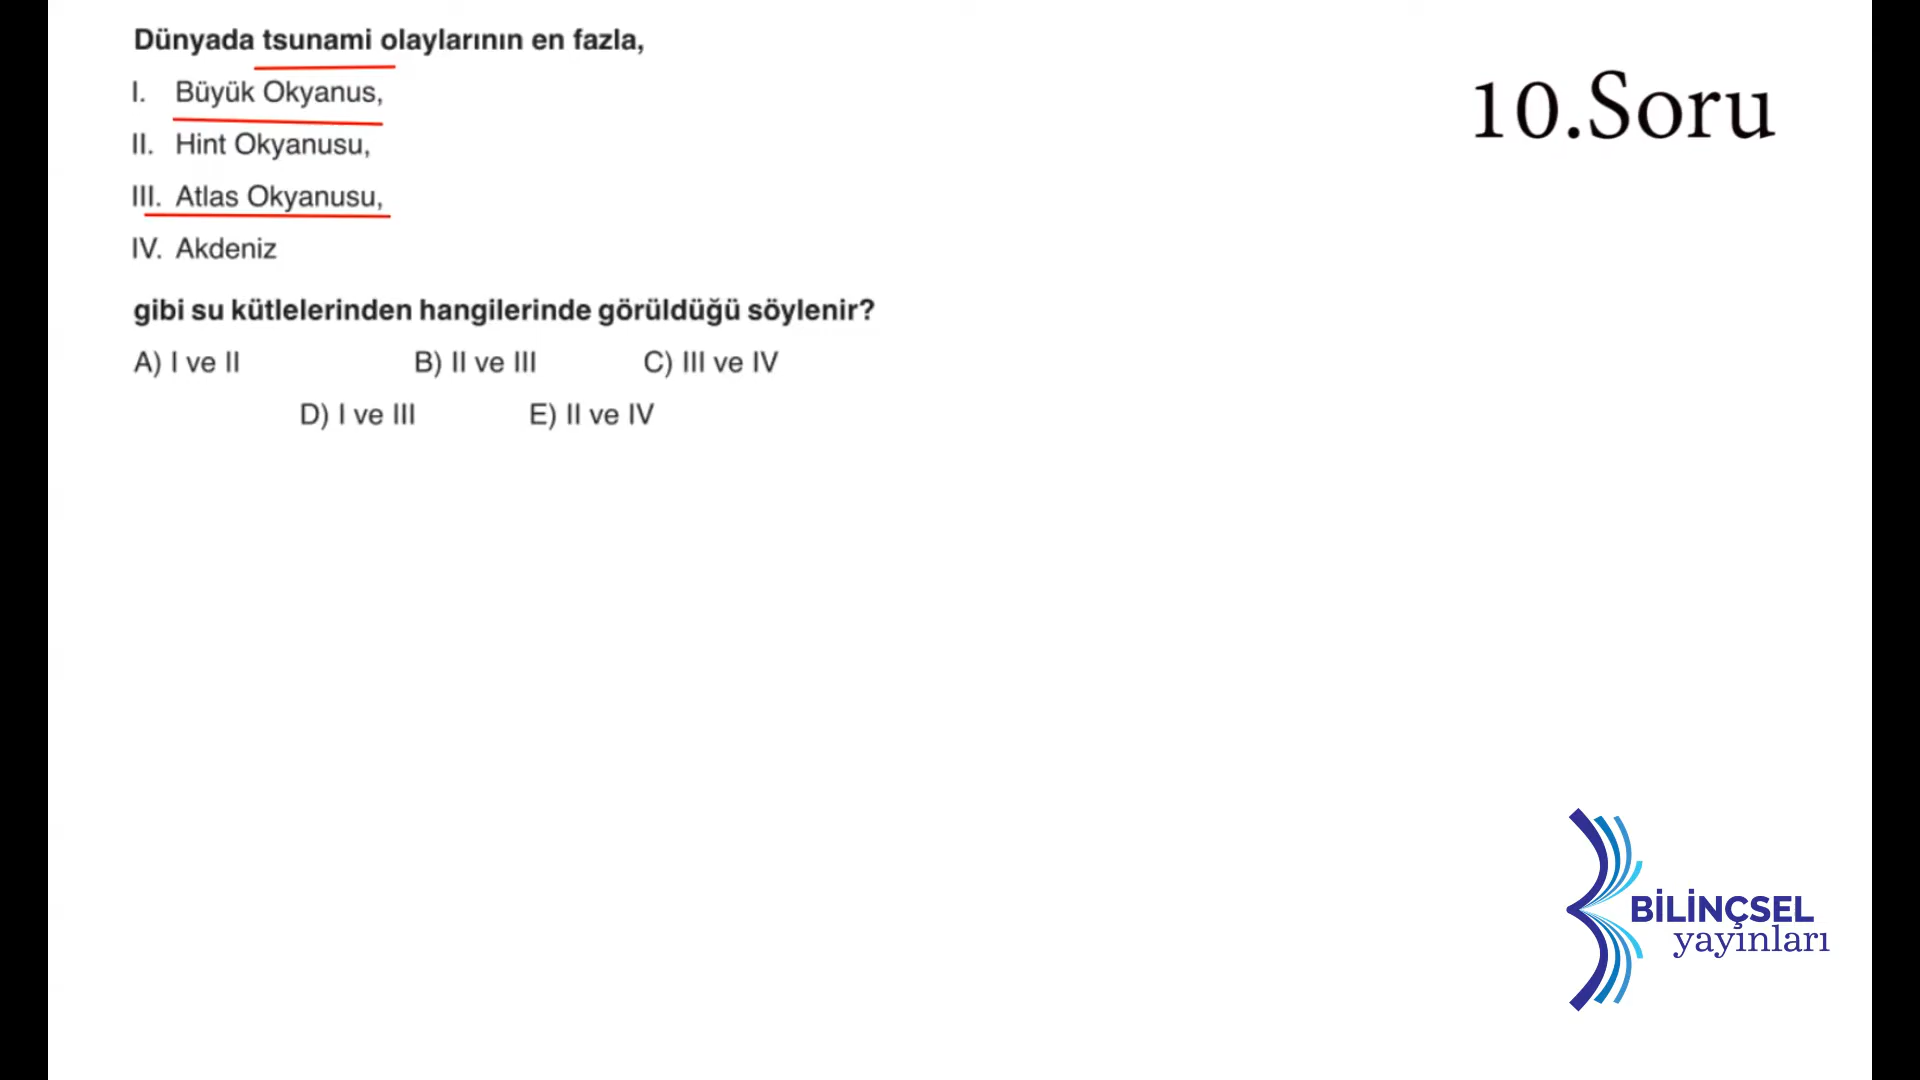 Dünyada tsunami olaylarının en fazla,
I. Büyük Okyanus,
II. Hint Okyanusu,
III. Atlas Okyanusu,
IV. Akdeniz
gibi su kütlelerinden hangilerinde görüldüğü söylenir?
A) I ve II B) II ve III C) III ve IV
D) I ve III E) II ve IV
10.Soru
BİLİNÇSEL
yayınları